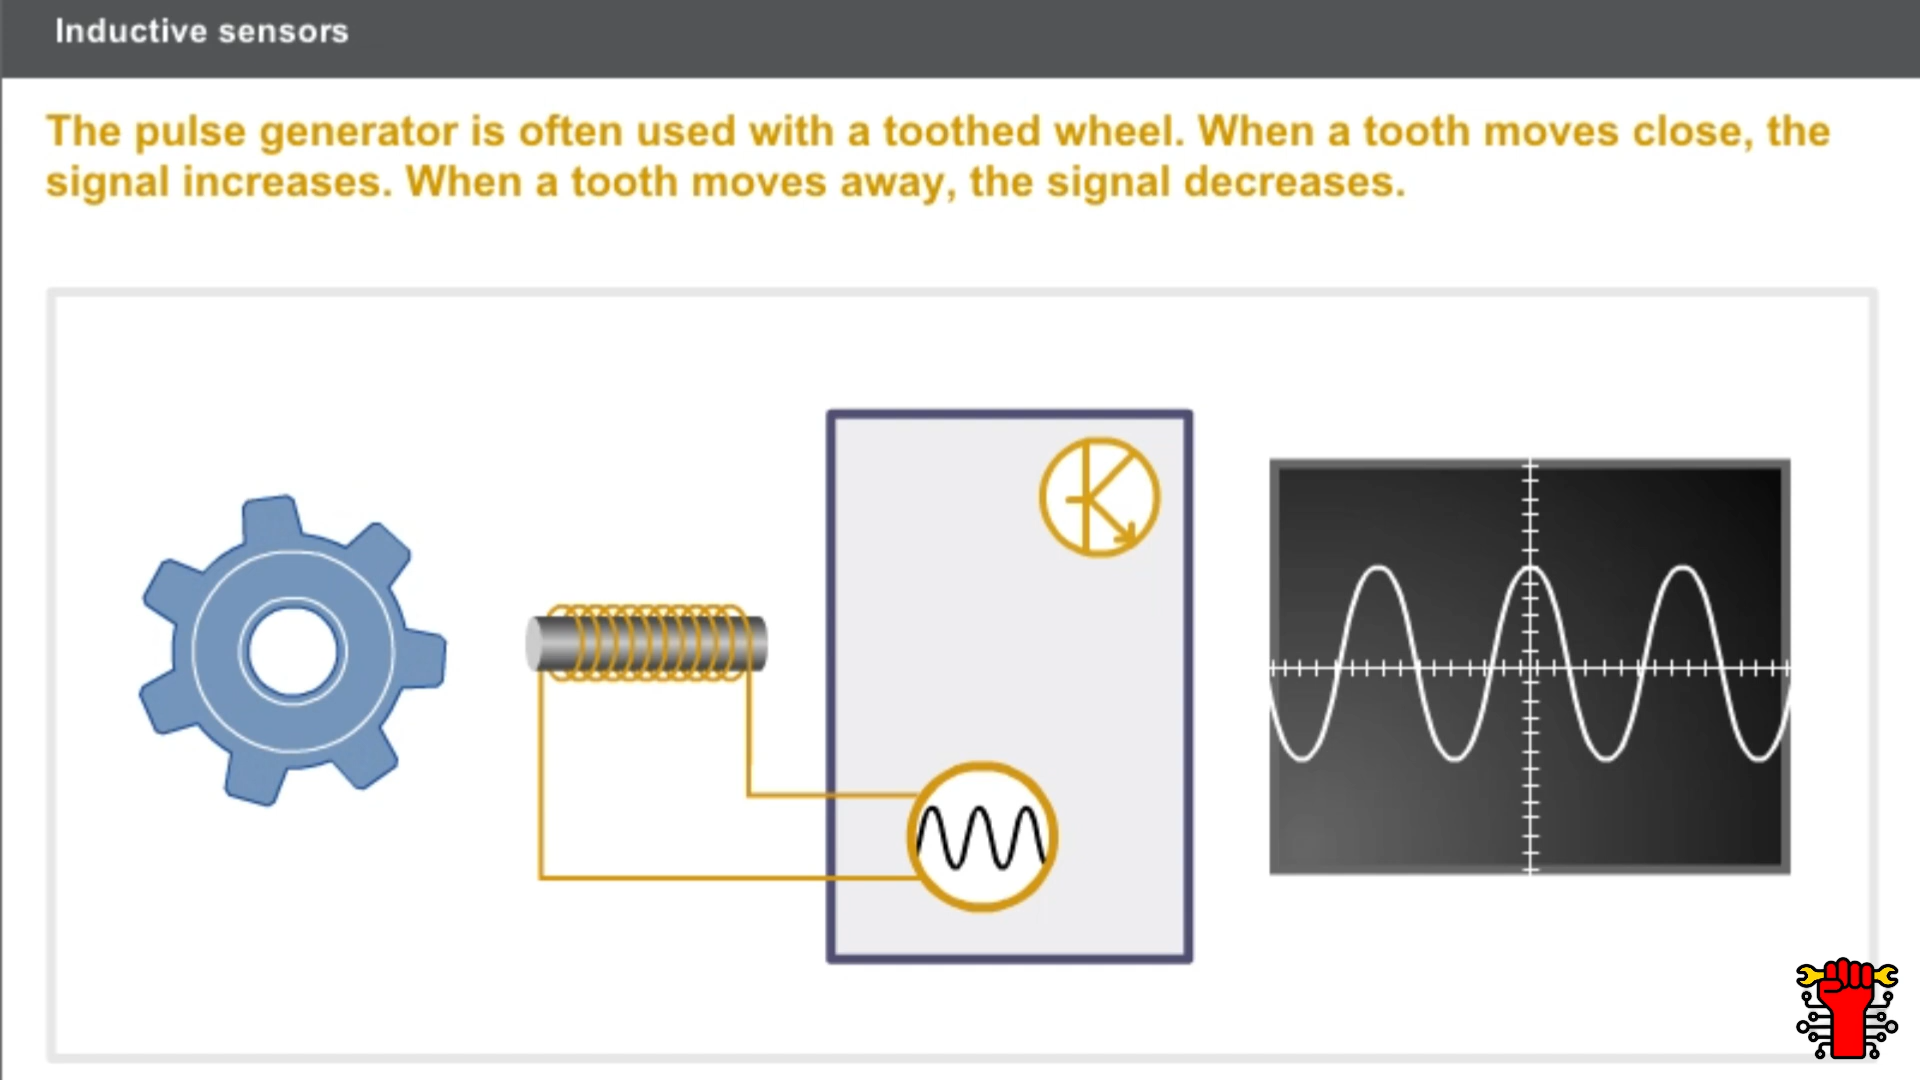 Inductive sensors
The pulse generator is often used with a toothed wheel. When a tooth moves close, the
signal increases. When a tooth moves away, the signal decreases.